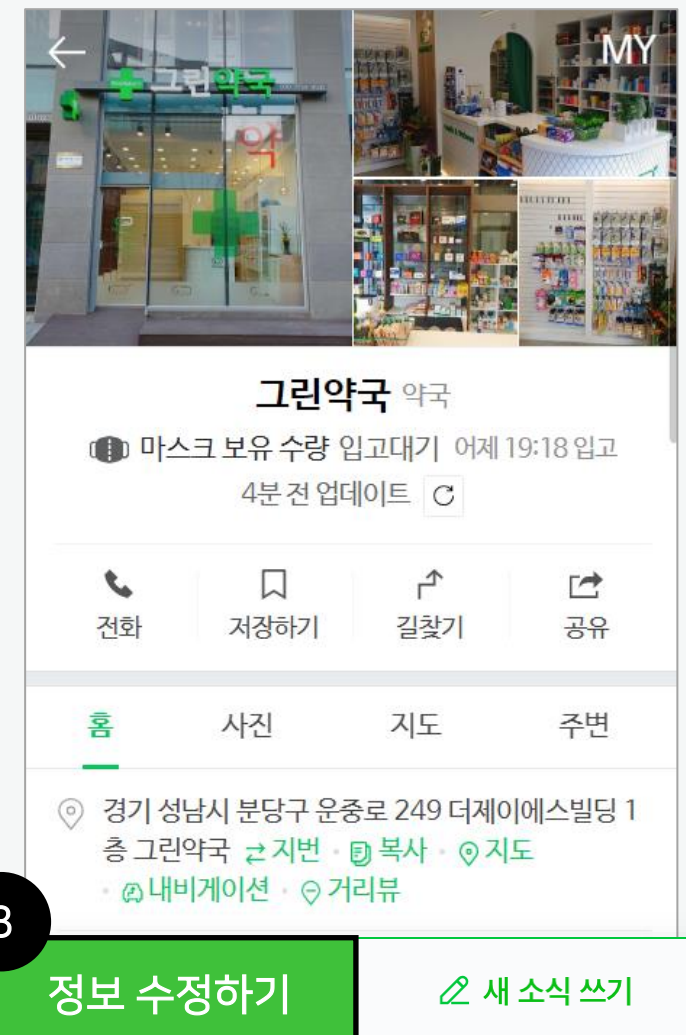 MY
그린약국
약
그린약국 약국
마스크 보유 수량 입고대기 어제 19:18 입고
4분 전 업데이트
전화 저장하기 길찾기 공유
홈 사진 지도 주변
경기 성남시 분당구 운중로 249 더제이에스빌딩 1
층 그린약국 지번 · 복사 · 지도
· 내비게이션 · 거리뷰
3
정보 수정하기 새 소식 쓰기